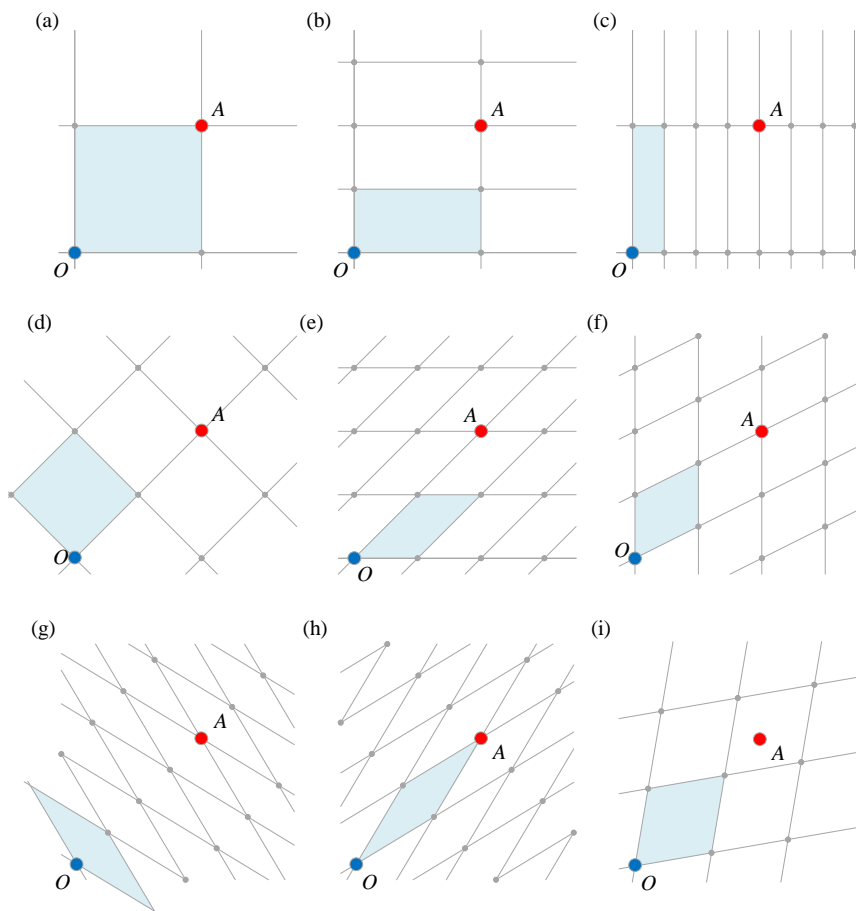 (a) (b) (c)
A A A
O O O
(d) (e) (f)
A A A
O O O
(g) (h) (i)
A A A
O O O